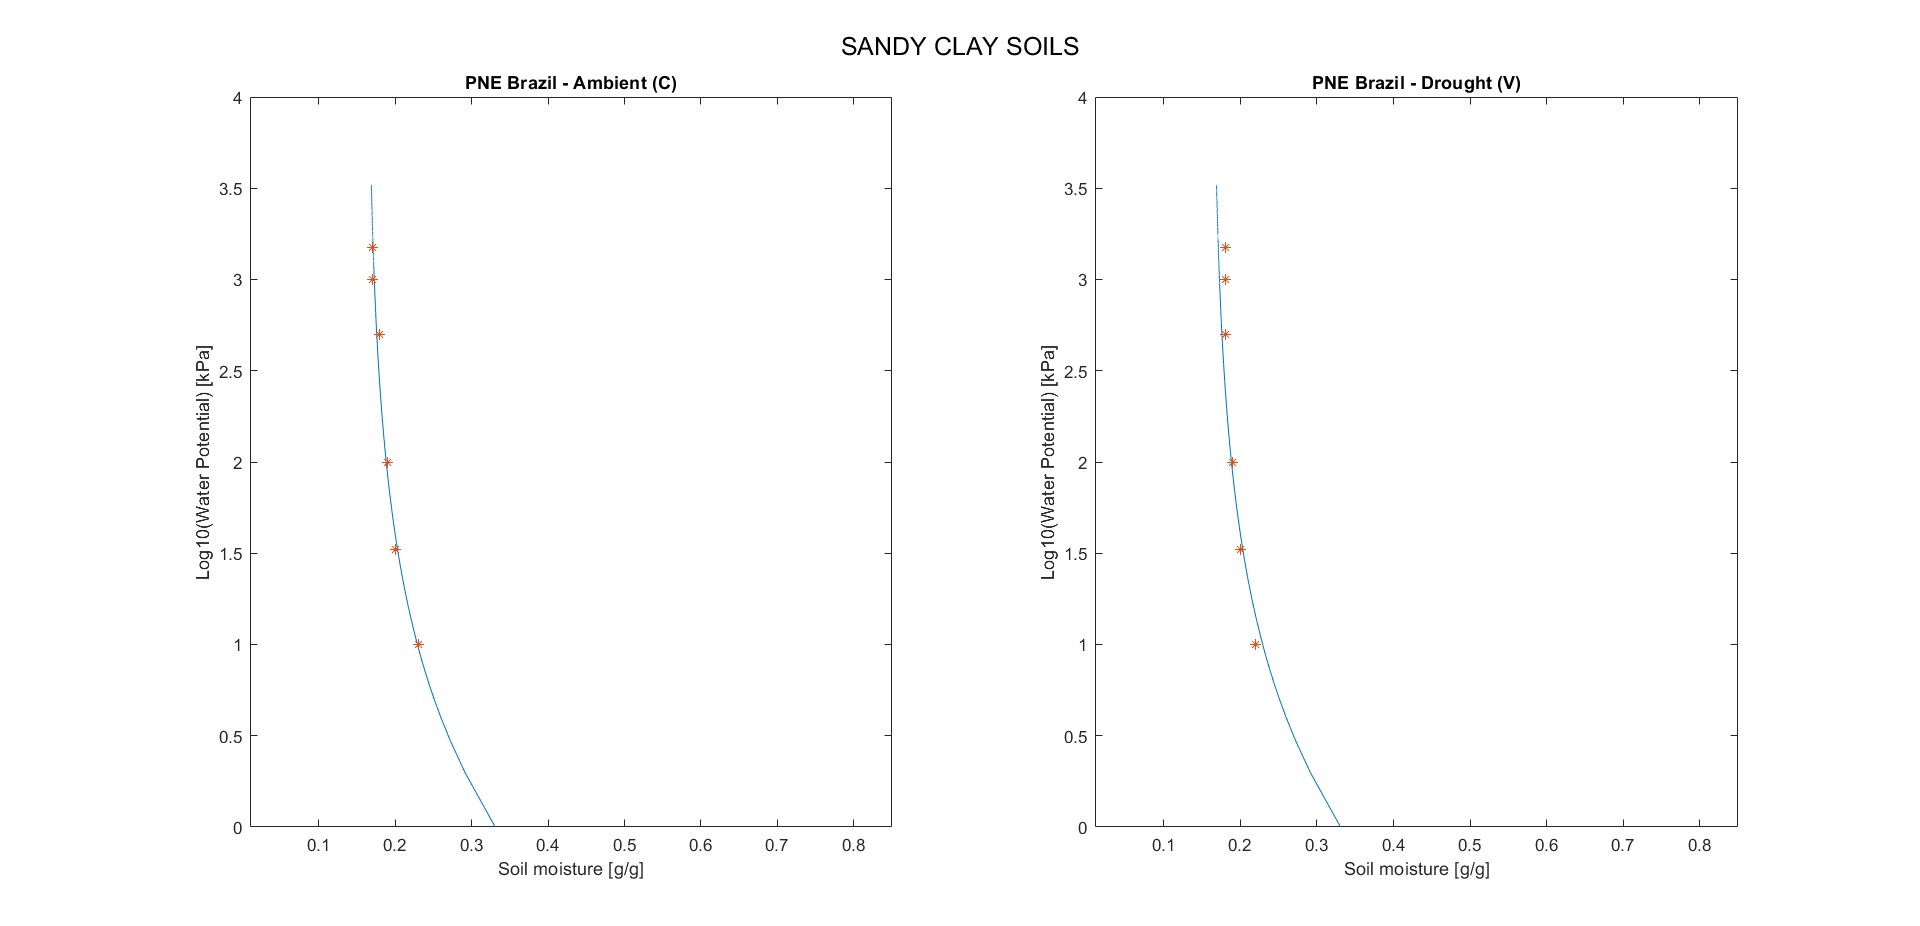 SANDY CLAY SOILS
PNE Brazil - Ambient (C)
4
3.5
3
2.5
2
1.5
1
0.5
0
Log10(Water Potential) [kPa]
0.1 0.2 0.3 0.4 0.5 0.6 0.7 0.8
Soil moisture [g/g]
PNE Brazil - Drought (V)
4
3.5
3
2.5
2
1.5
1
0.5
0
Log10(Water Potential) [kPa]
0.1 0.2 0.3 0.4 0.5 0.6 0.7 0.8
Soil moisture [g/g]